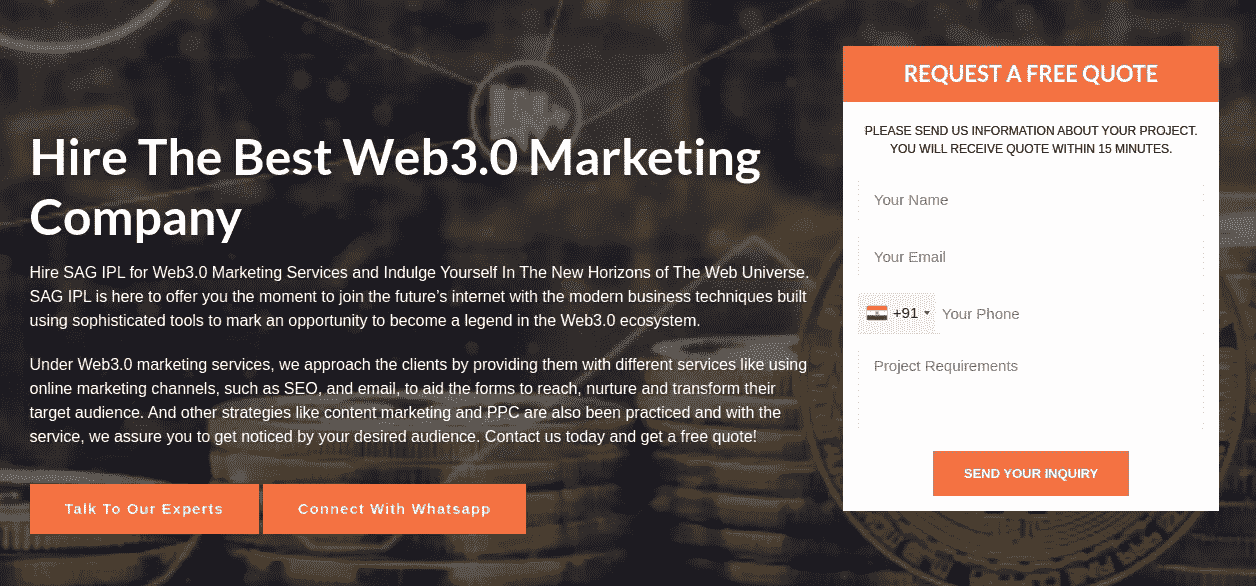 Hire The Best Web3.0 Marketing
Company
Hire SAG IPL for Web3.0 Marketing Services and Indulge Yourself In The New Horizons of The Web Universe.
SAG IPL is here to offer you the moment to join the future’s internet with the modern business techniques built
using sophisticated tools to mark an opportunity to become a legend in the Web3.0 ecosystem.
Under Web3.0 marketing services, we approach the clients by providing them with different services like using
online marketing channels, such as SEO, and email, to aid the forms to reach, nurture and transform their
target audience. And other strategies like content marketing and PPC are also been practiced and with the
service, we assure you to get noticed by your desired audience. Contact us today and get a free quote!
Talk To Our Experts
Connect With Whatsapp
REQUEST A FREE QUOTE
PLEASE SEND US INFORMATION ABOUT YOUR PROJECT.
YOU WILL RECEIVE QUOTE WITHIN 15 MINUTES.
Your Name
Your Email
+91 Your Phone
Project Requirements
SEND YOUR INQUIRY